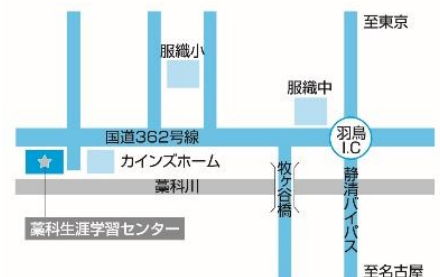 至東京
服織小
服織中
国道362号線
羽鳥
I.C
カインズホーム
藁科川
牧ヶ谷橋
静清バイパス
藁科生涯学習センター
至名古屋